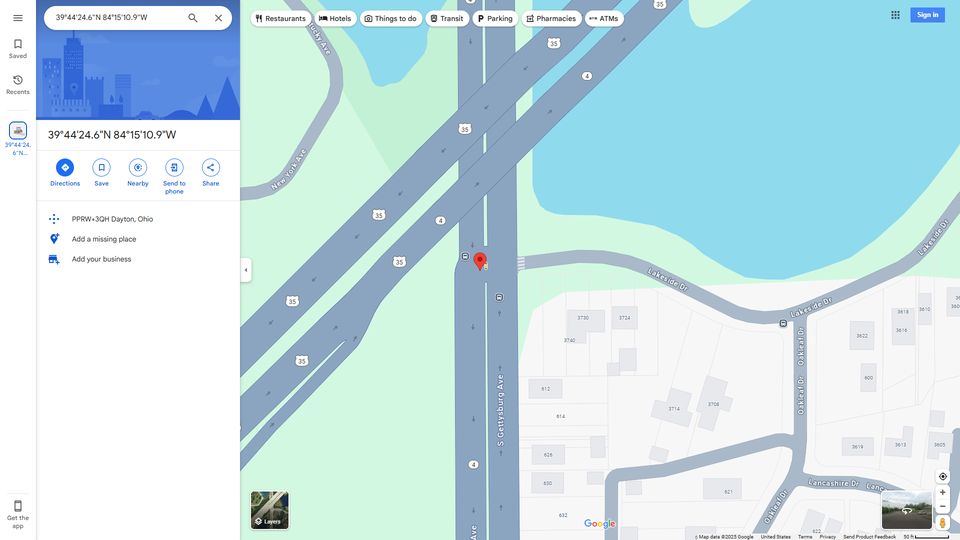 39°44'24.6"N 84°15'10.9"W
Restaurants
Hotels
Things to do
Transit
Parking
Pharmacies
ATMs
Sign in
Saved
Recents
39°44'24.
6"N...
Get the
app
39°44'24.6"N 84°15'10.9"W
Directions
Save
Nearby
Send to
phone
Share
PPRW+3QH Dayton, Ohio
Add a missing place
Add your business
35
35
4
35
35
4
35
35
35
4
New York Ave
Lakeside Dr
Lakeside Dr
Lakeside Dr
Oakleaf Dr
Oakleaf Dr
Oakleaf Dr
S Gettysburg Ave
Ave
Lancashire Dr
3730
3724
3740
612
614
3714
3708
626
630
632
621
622
3622
3618
3610
3616
600
3619
3613
3605
Layers
Google
Map data ©2025 Google
United States
Terms
Privacy
Send Product Feedback
50 ft